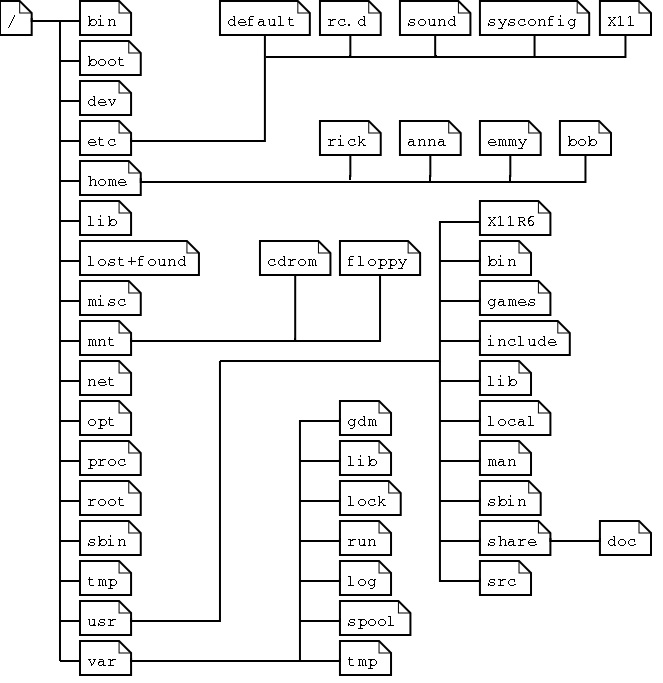 / bin default rc.d sound sysconfig X11
boot
dev
etc rick anna emmy bob
home
lib X11R6
lost+found cdrom floppy bin
misc games
mnt include
net lib
opt gdm local
proc lib man
root lock sbin
sbin run share doc
tmp log src
usr spool
var tmp